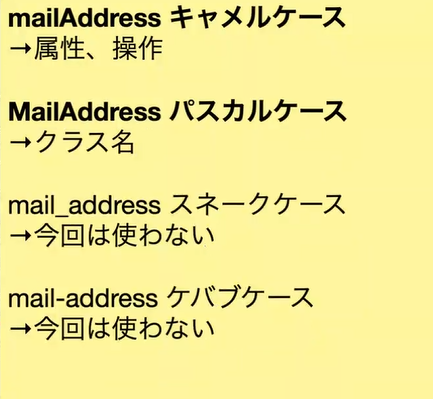 mailAddress キャメルケース
→属性、操作
MailAddress パスカルケース
→クラス名
mail_address スネークケース
→今回は使わない
mail-address ケバブケース
→今回は使わない